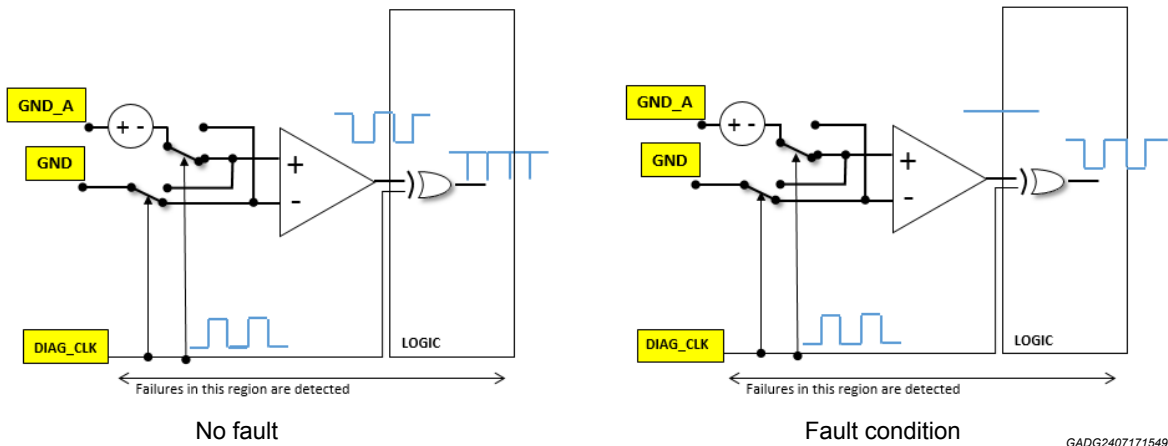 GND_A
+ -
GND
+
-
DIAG_CLK
LOGIC
Failures in this region are detected
No fault
GND_A
+ -
GND
+
-
DIAG_CLK
LOGIC
Failures in this region are detected
Fault condition
GADG2407171549